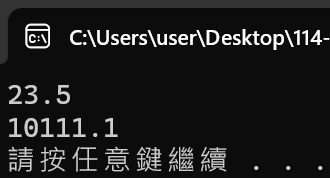 C:\Users\user\Desktop\114-
23.5
10111.1
請按任意鍵繼續 . . .